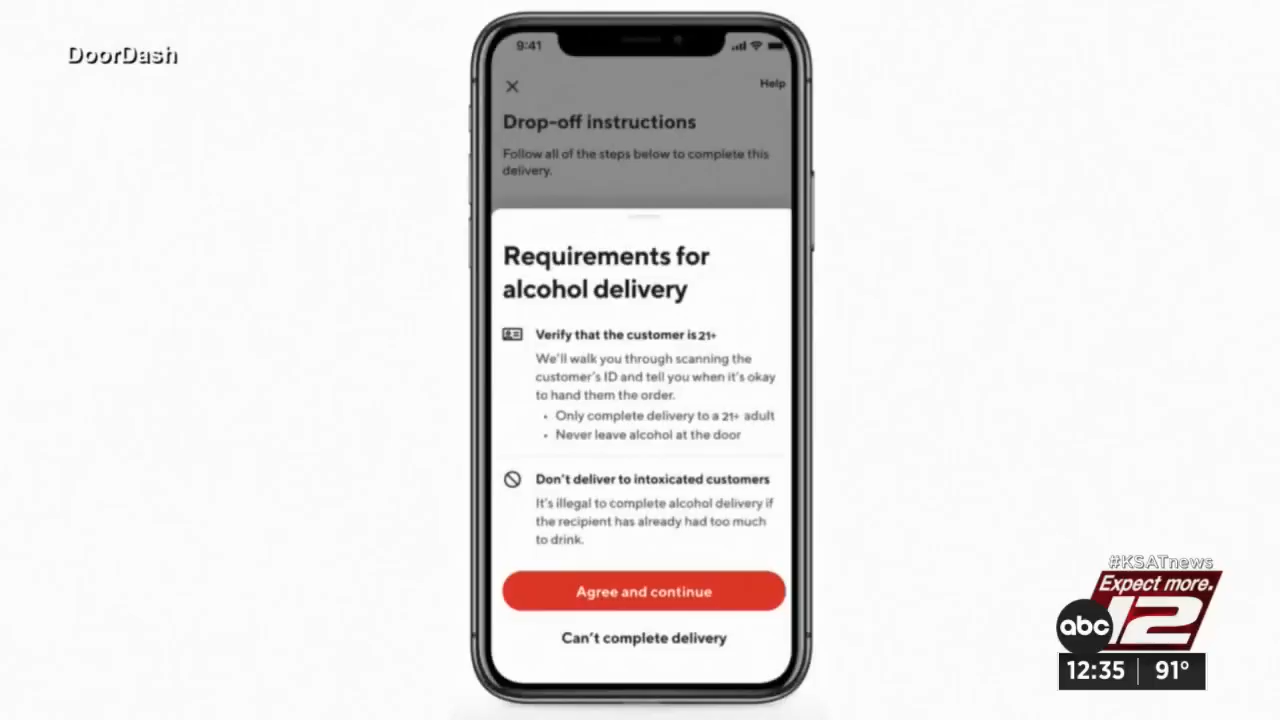 DoorDash
9:41
Help
Drop-off instructions
Follow all of the steps below to complete this
delivery.
Requirements for
alcohol delivery
Verify that the customer is 21+
We'll walk you through scanning the
customer's ID and tell you when it's okay
to hand them the order.
• Only complete delivery to a 21+ adult
• Never leave alcohol at the door
Don't deliver to intoxicated customers
It's illegal to complete alcohol delivery if
the recipient has already had too much
to drink.
Agree and continue
Can't complete delivery
#KSATnews
Expect more.
abc 12
12:35 91°